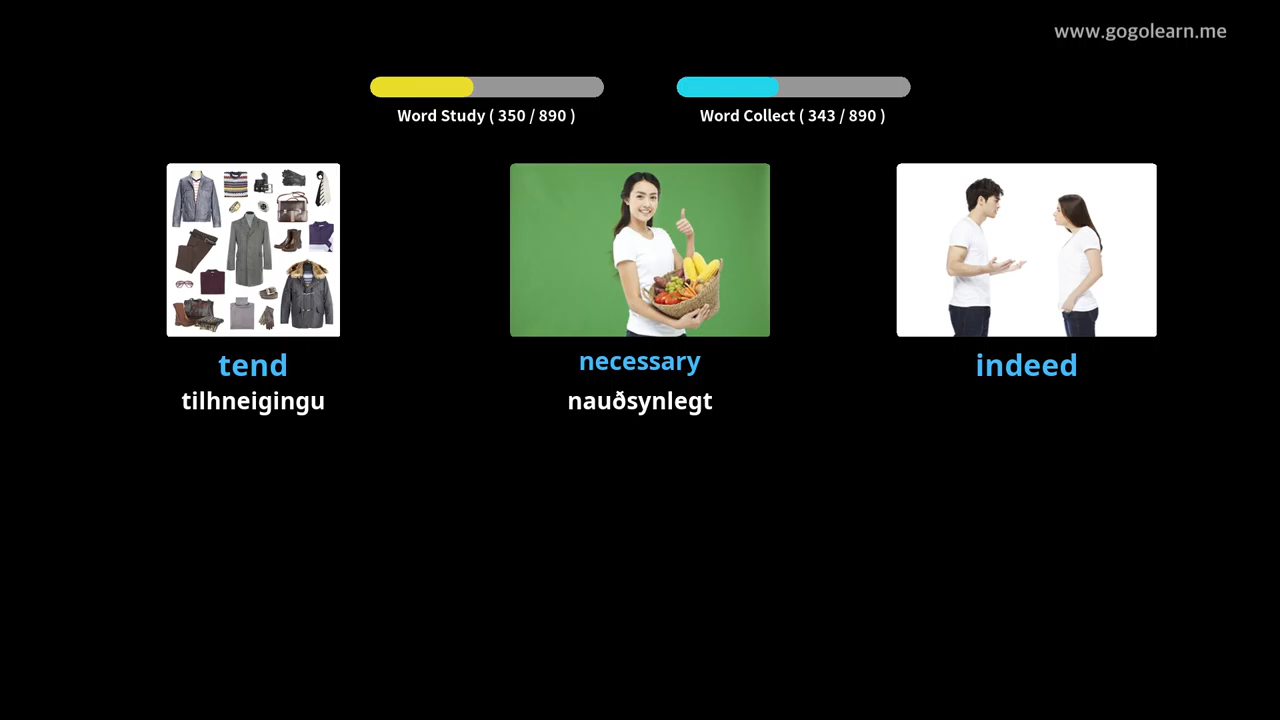 www.gogolearn.me
Word Study ( 350 / 890 )
Word Collect ( 343 / 890 )
tend
tilhneigingu
necessary
nauðsynlegt
indeed